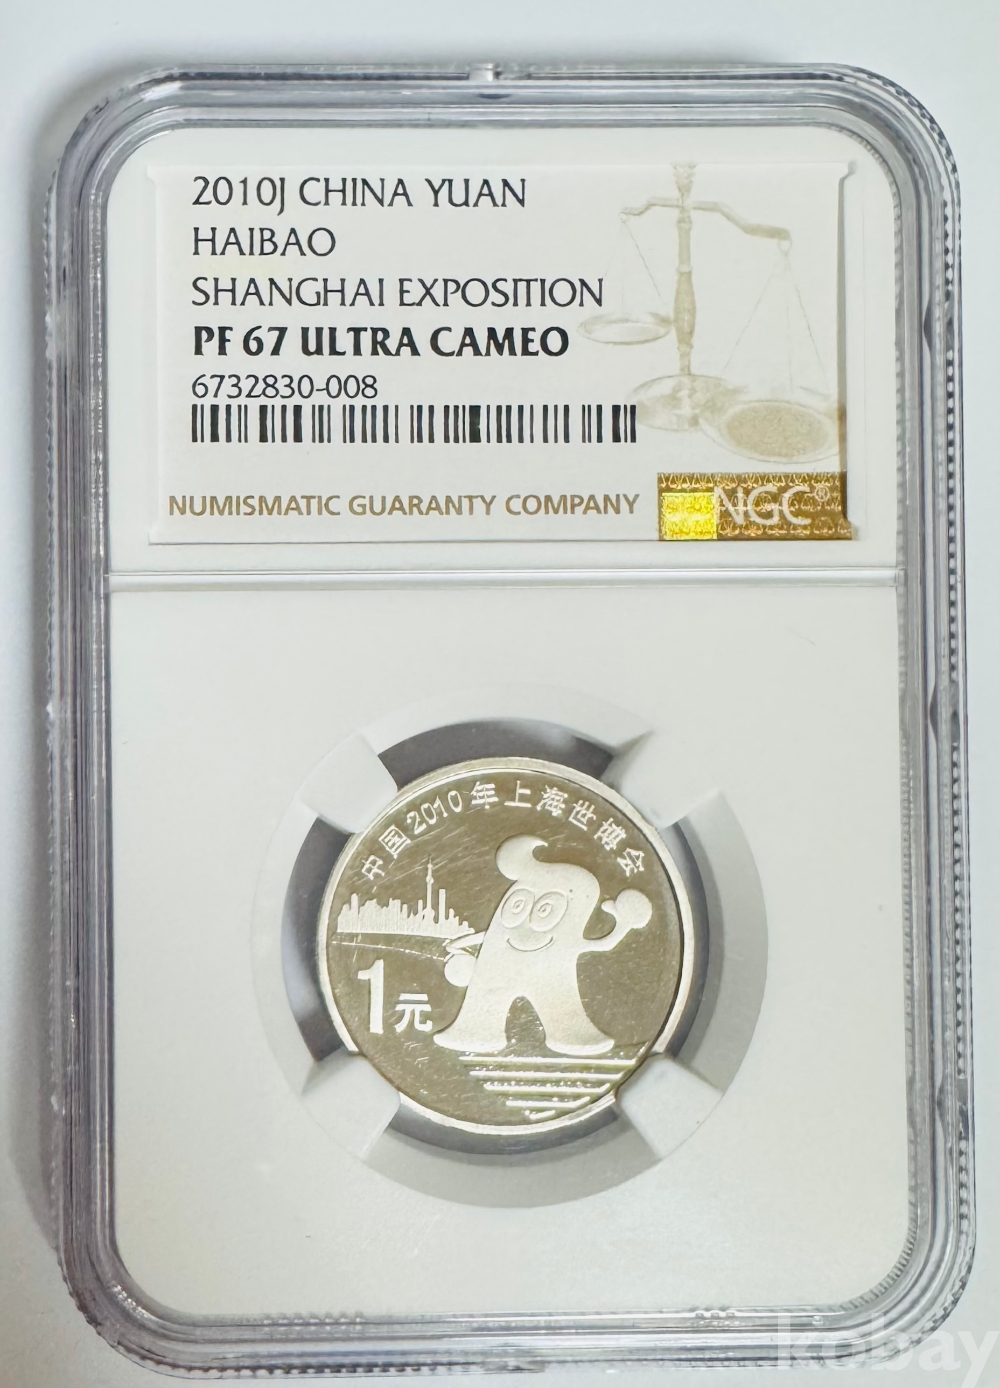 2010J CHINA YUAN
HAIBAO
SHANGHAI EXPOSITION
PF 67 ULTRA CAMEO
6732830-008
NUMISMATIC GUARANTY COMPANY
NGC®
中国2010年上海世博会
1元
kobay